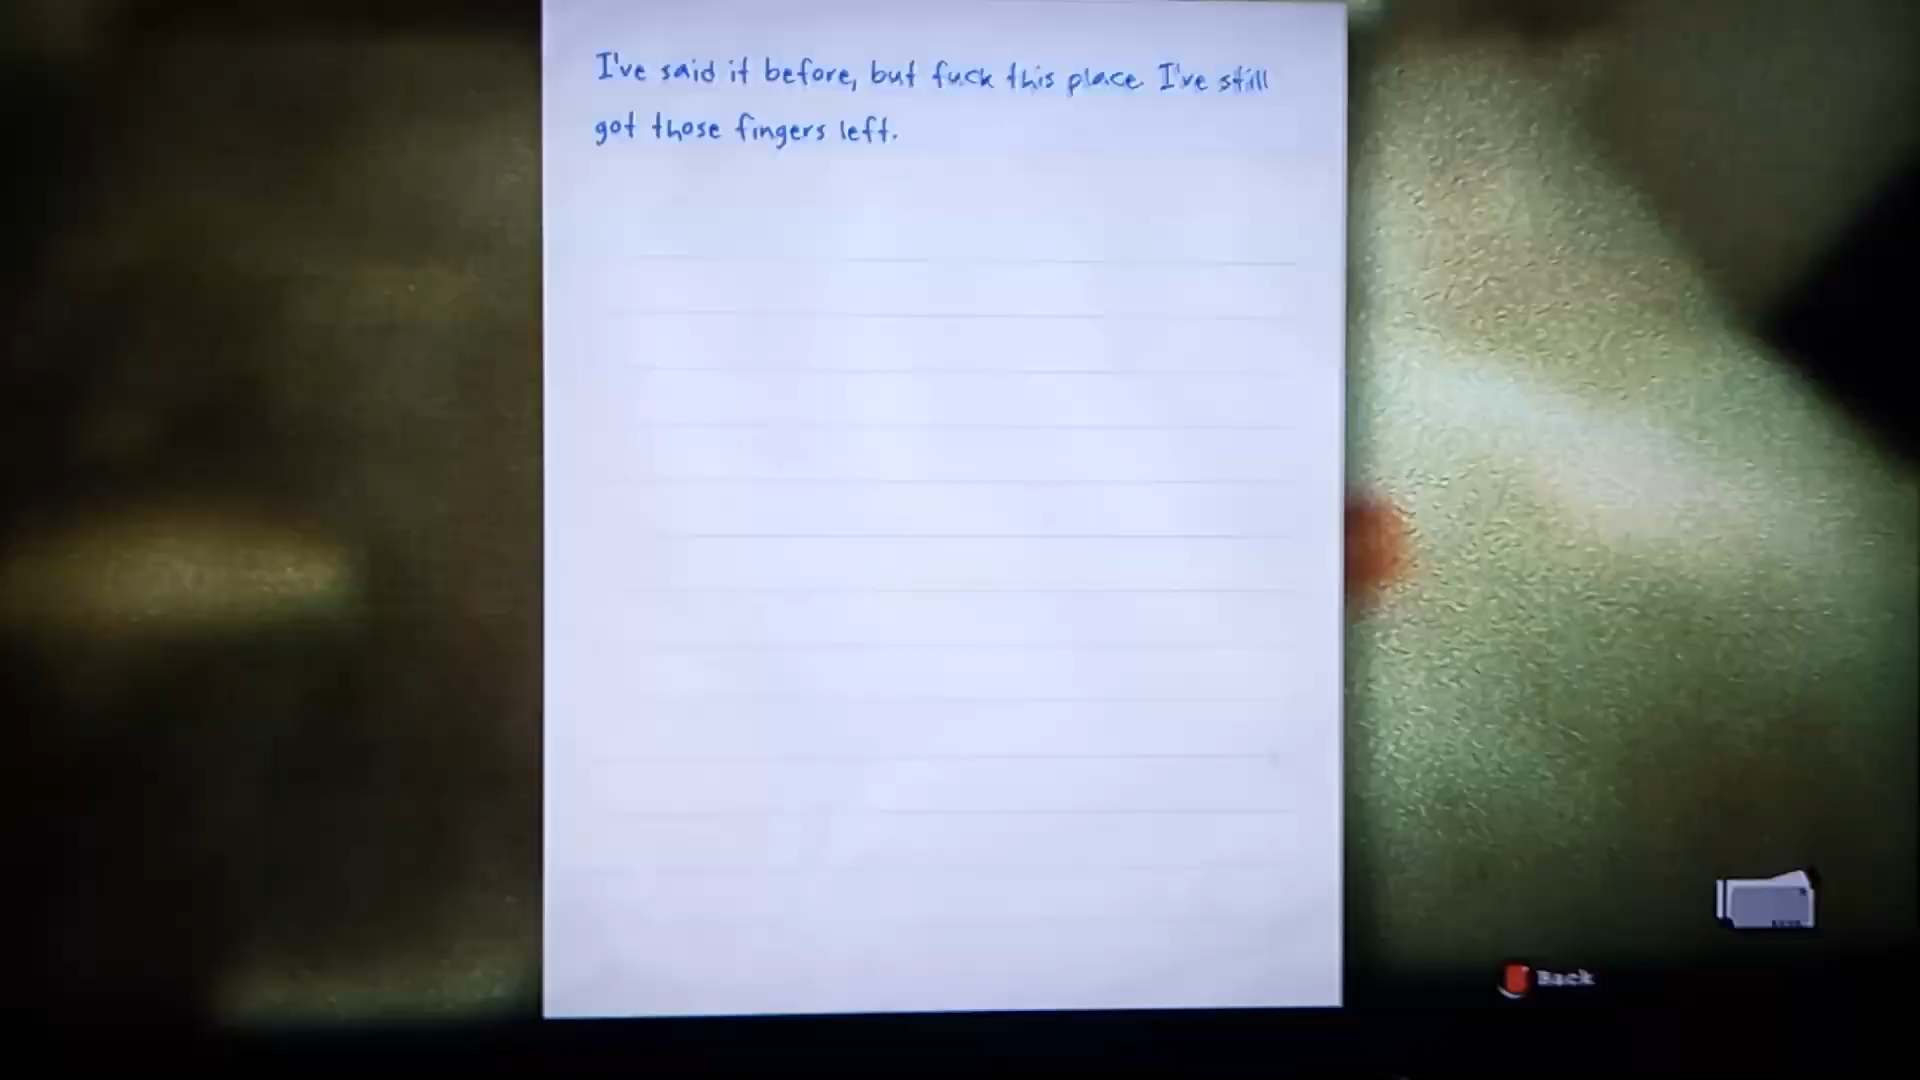 I've said it before, but fuck this place. I've still
got those fingers left.
Back